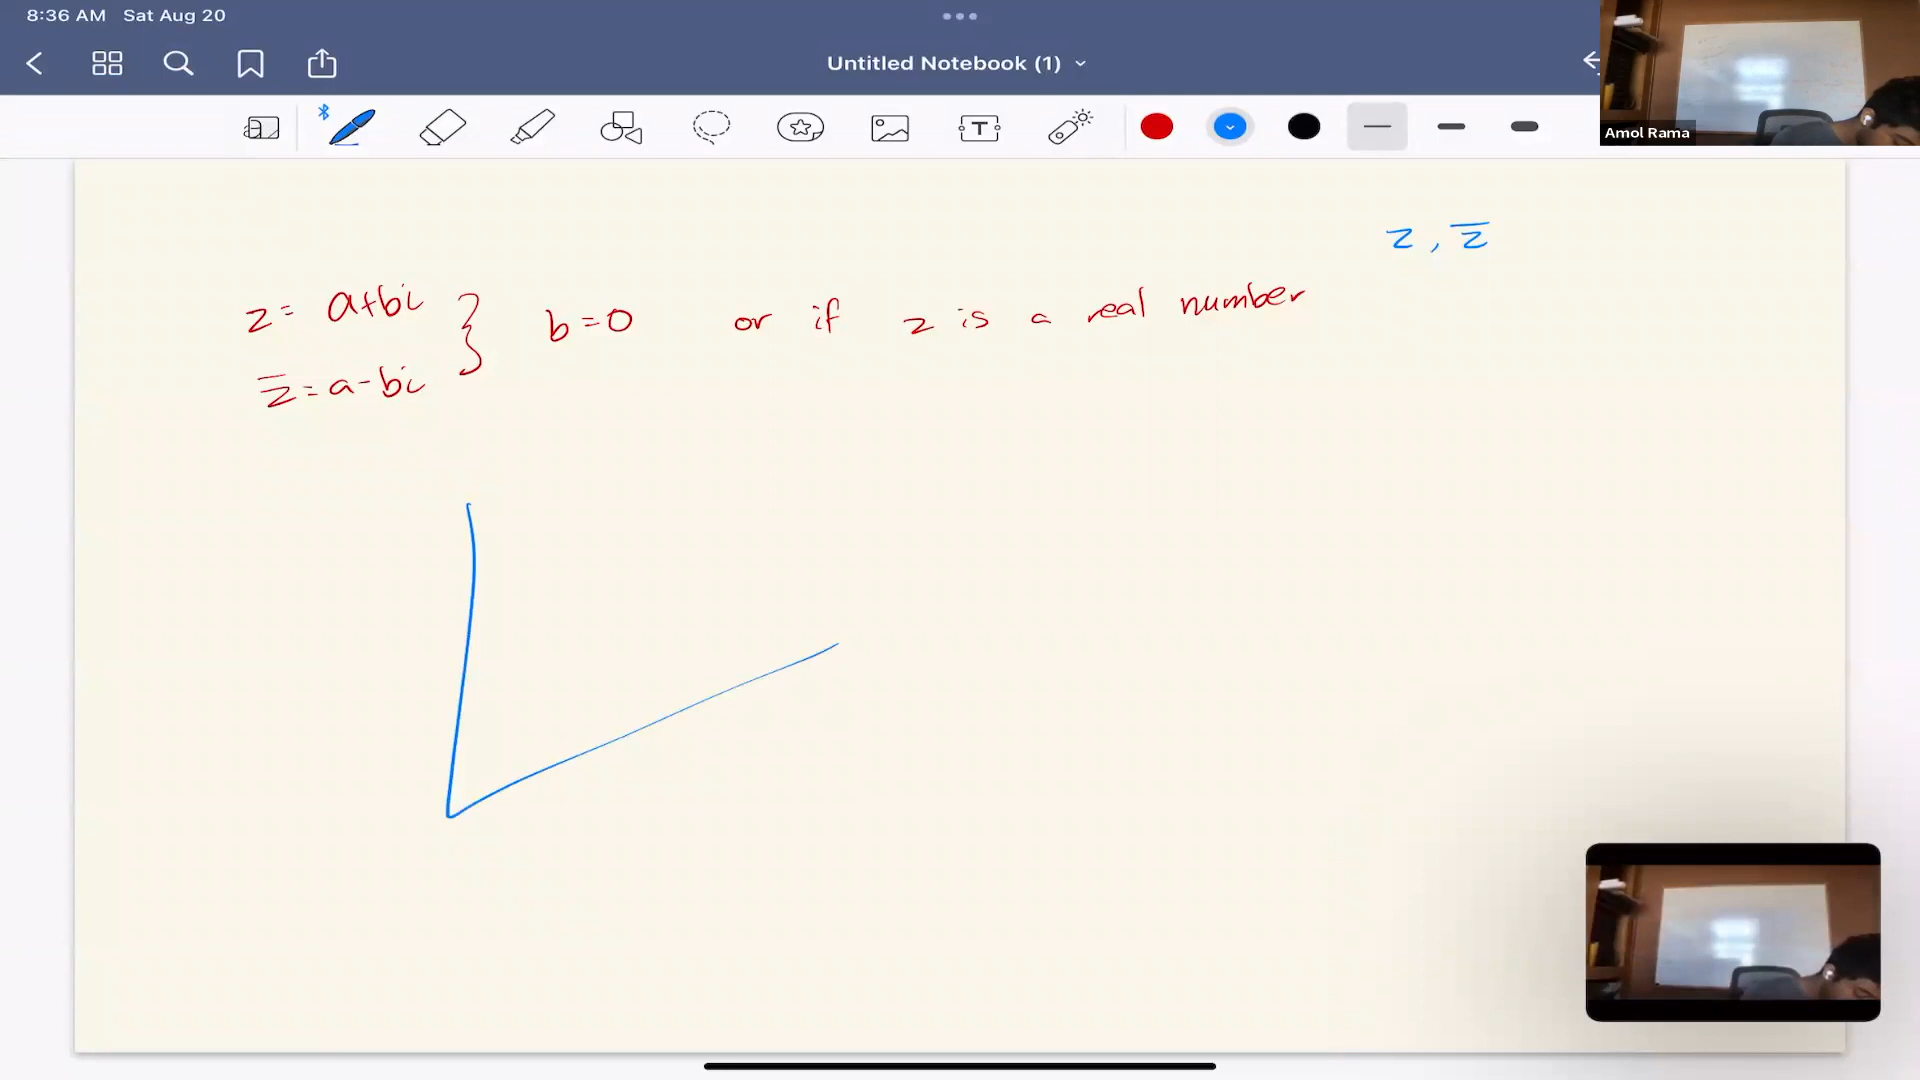 8:36 AM Sat Aug 20
Untitled Notebook (1)
Amol Rama
z, z̅
z = a+bi } b=0 or if z is a real number
z̅ = a-bi